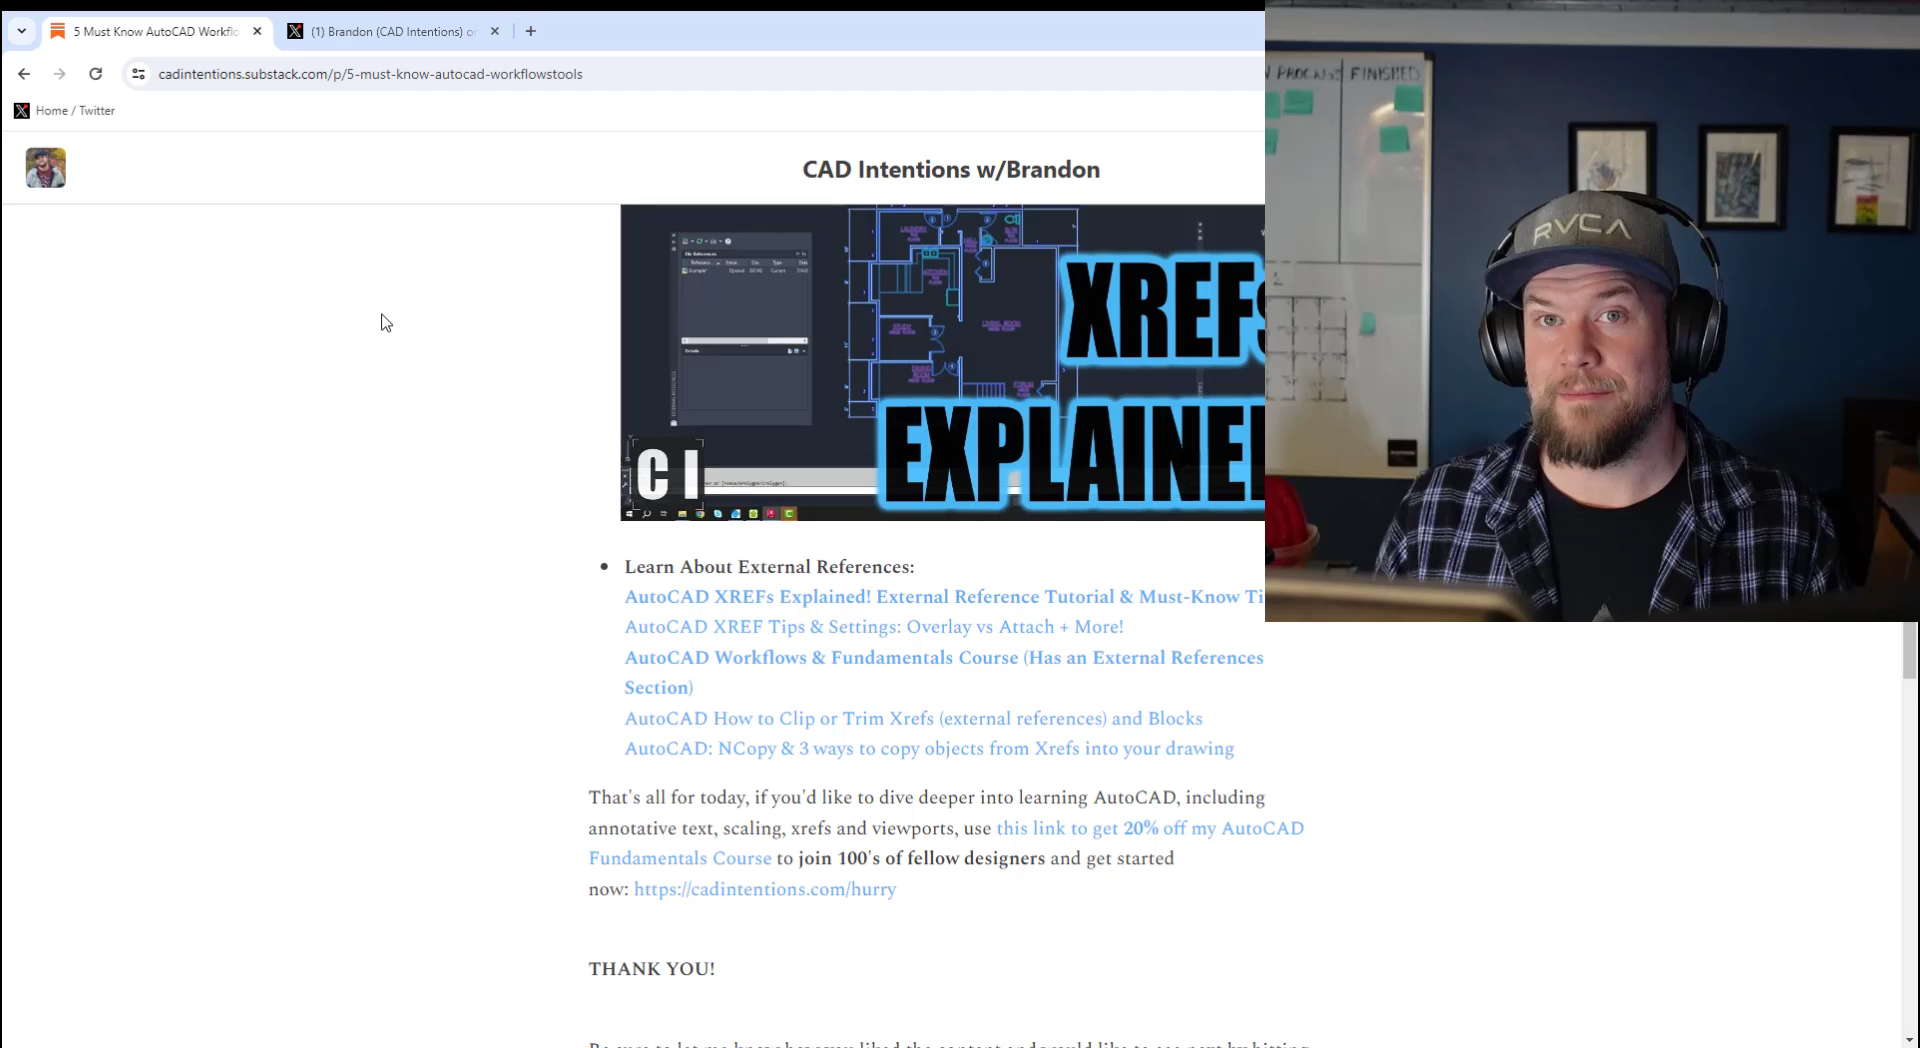 5 Must Know AutoCAD Workflo
(1) Brandon (CAD Intentions) o
cadintentions.substack.com/p/5-must-know-autocad-workflowstools
Home / Twitter
CAD Intentions w/Brandon
XREFs
EXPLAINE
CI
Learn About External References:
AutoCAD XREFs Explained! External Reference Tutorial & Must-Know Ti
AutoCAD XREF Tips & Settings: Overlay vs Attach + More!
AutoCAD Workflows & Fundamentals Course (Has an External References
Section)
AutoCAD How to Clip or Trim Xrefs (external references) and Blocks
AutoCAD: NCopy & 3 ways to copy objects from Xrefs into your drawing
That's all for today, if you'd like to dive deeper into learning AutoCAD, including
annotative text, scaling, xrefs and viewports, use this link to get 20% off my AutoCAD
Fundamentals Course to join 100's of fellow designers and get started
now: https://cadintentions.com/hurry
THANK YOU!
FINISHED
RVCA